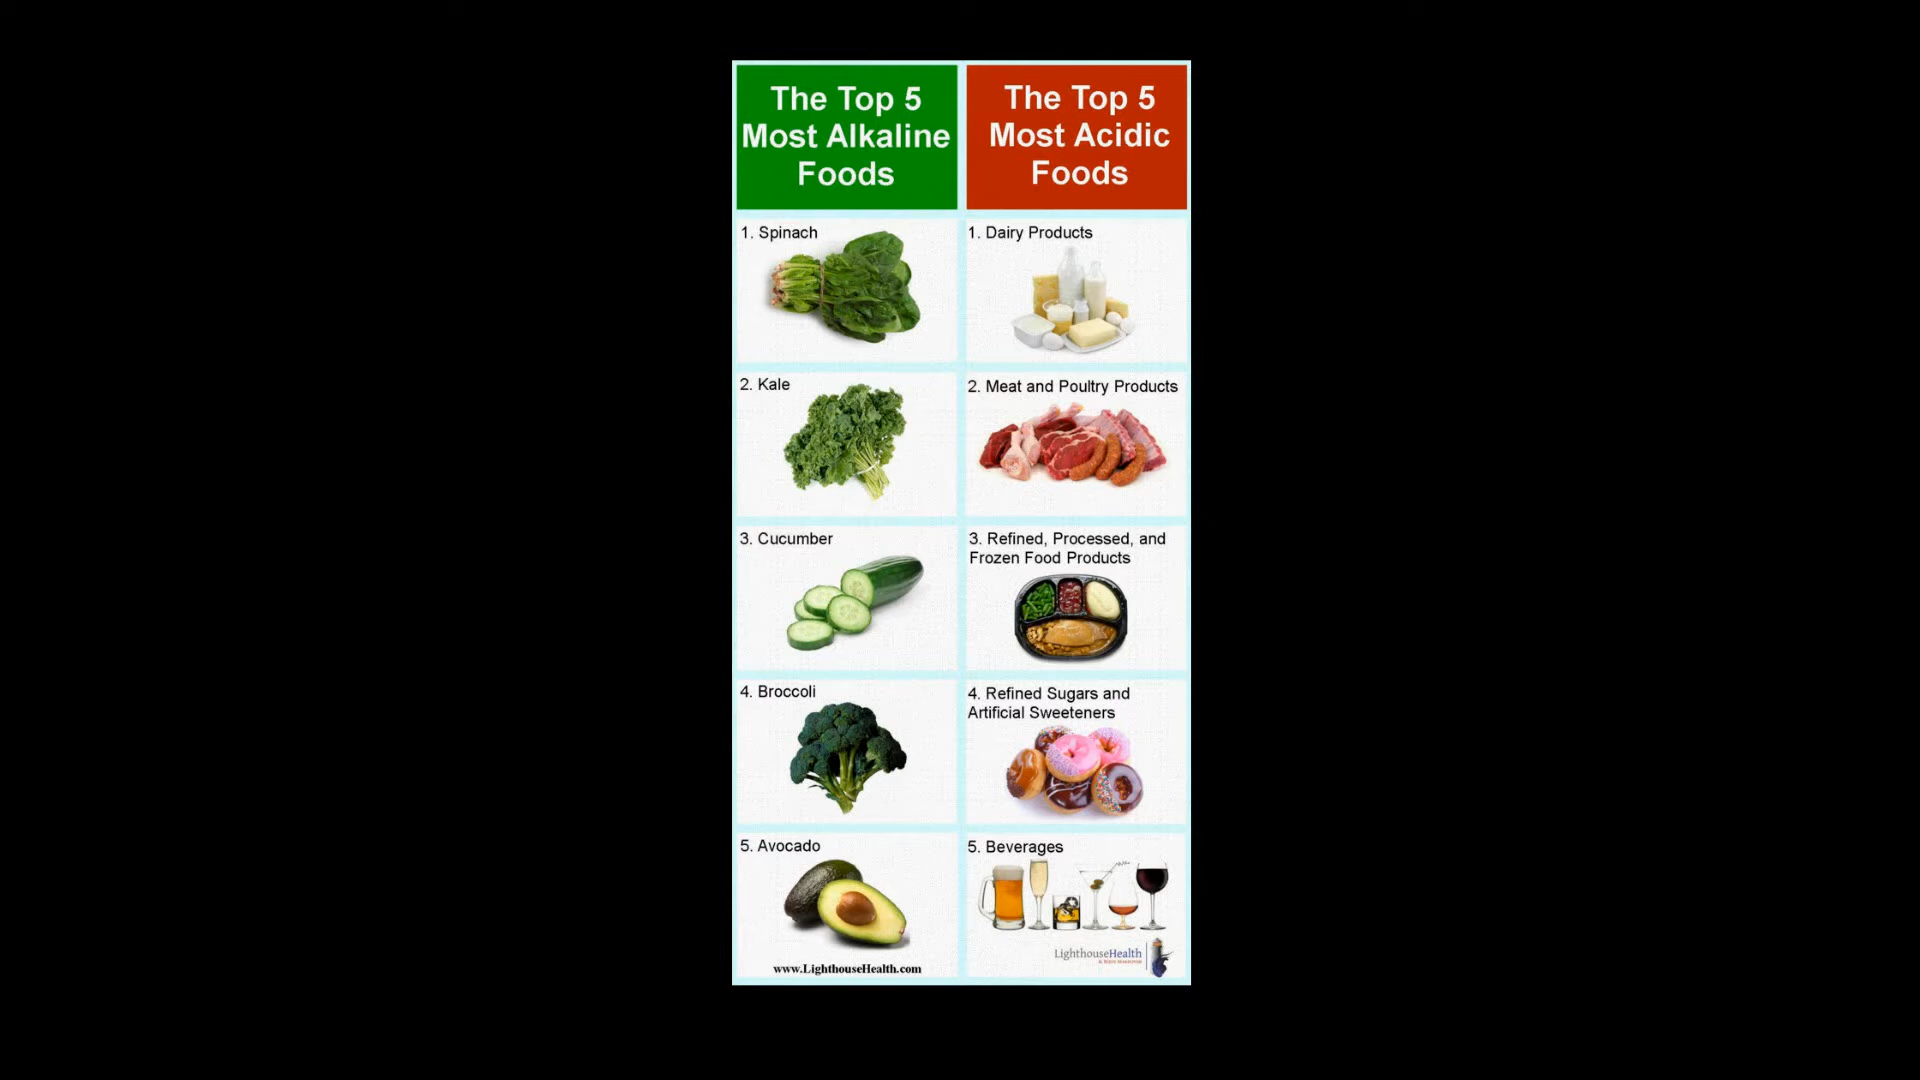 The Top 5
Most Alkaline
Foods
The Top 5
Most Acidic
Foods
1. Spinach
1. Dairy Products
2. Kale
2. Meat and Poultry Products
3. Cucumber
3. Refined, Processed, and
Frozen Food Products
4. Broccoli
4. Refined Sugars and
Artificial Sweeteners
5. Avocado
5. Beverages
www.LighthouseHealth.com
LighthouseHealth